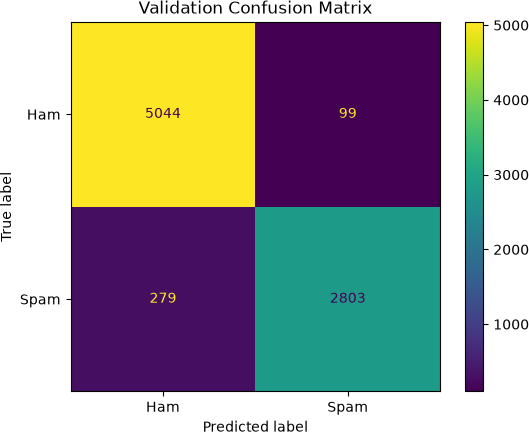 Validation Confusion Matrix
True label
Ham
5044
99
Spam
279
2803
Ham
Spam
Predicted label
5000
4000
3000
2000
1000